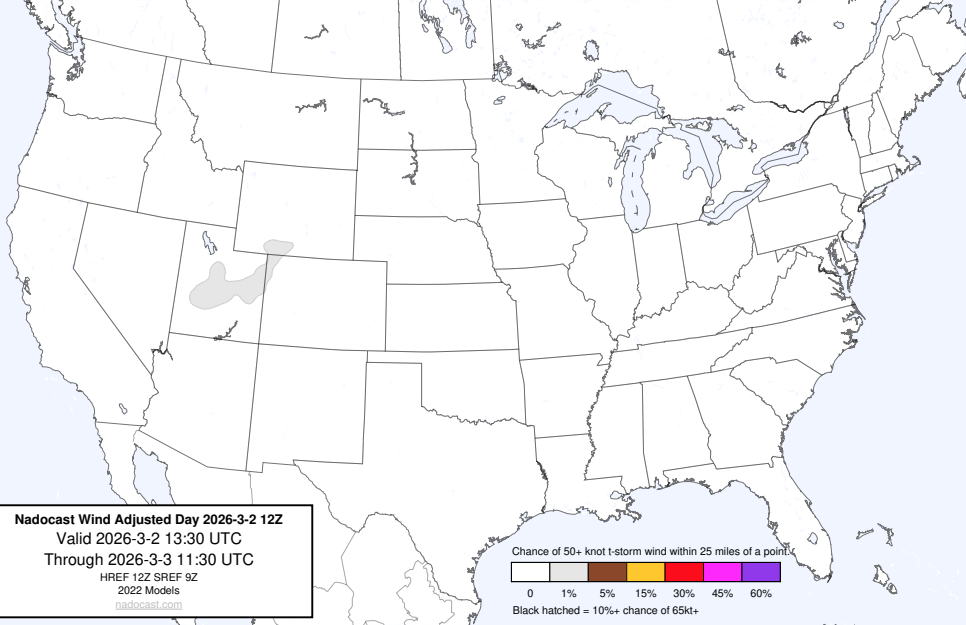 Nadocast Wind Adjusted Day 2026-3-2 12Z
Valid 2026-3-2 13:30 UTC
Through 2026-3-3 11:30 UTC
HREF 12Z SREF 9Z
2022 Models
nadocast.com
Chance of 50+ knot t-storm wind within 25 miles of a point.
0 1% 5% 15% 30% 45% 60%
Black hatched = 10%+ chance of 65kt+